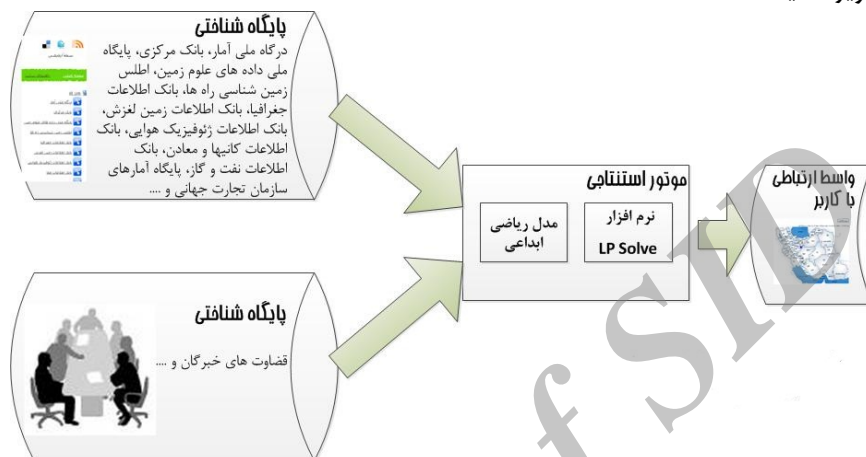 پایگاه شناختی
درگاه ملی آمار، بانک مرکزی، پایگاه
ملی داده های علوم زمین، اطلس
زمین شناسی راه ها، بانک اطلاعات
جغرافیا، بانک اطلاعات زمین لغزش،
بانک اطلاعات ژئوفیزیک هوایی، بانک
اطلاعات کانیها و معادن، بانک
اطلاعات نفت و گاز، پایگاه آمارهای
سازمان تجارت جهانی و ....
موتور استنتاجی
نرم افزار
LP Solve
مدل ریاضی
ابداعی
واسط ارتباطی
با کاربر
پایگاه شناختی
قضاوت های خبرگان و ....
of SID